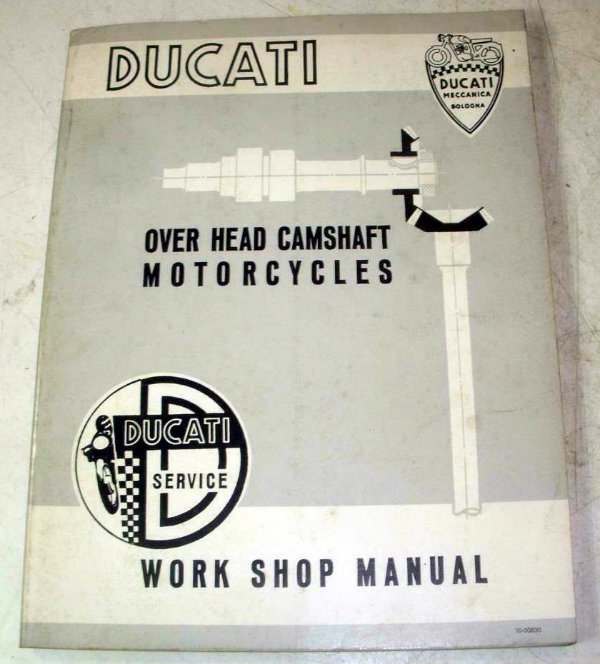 DUCATI
DUCATI
MECCANICA
BOLOGNA
OVER HEAD CAMSHAFT
MOTORCYCLES
DUCATI
SERVICE
WORK SHOP MANUAL